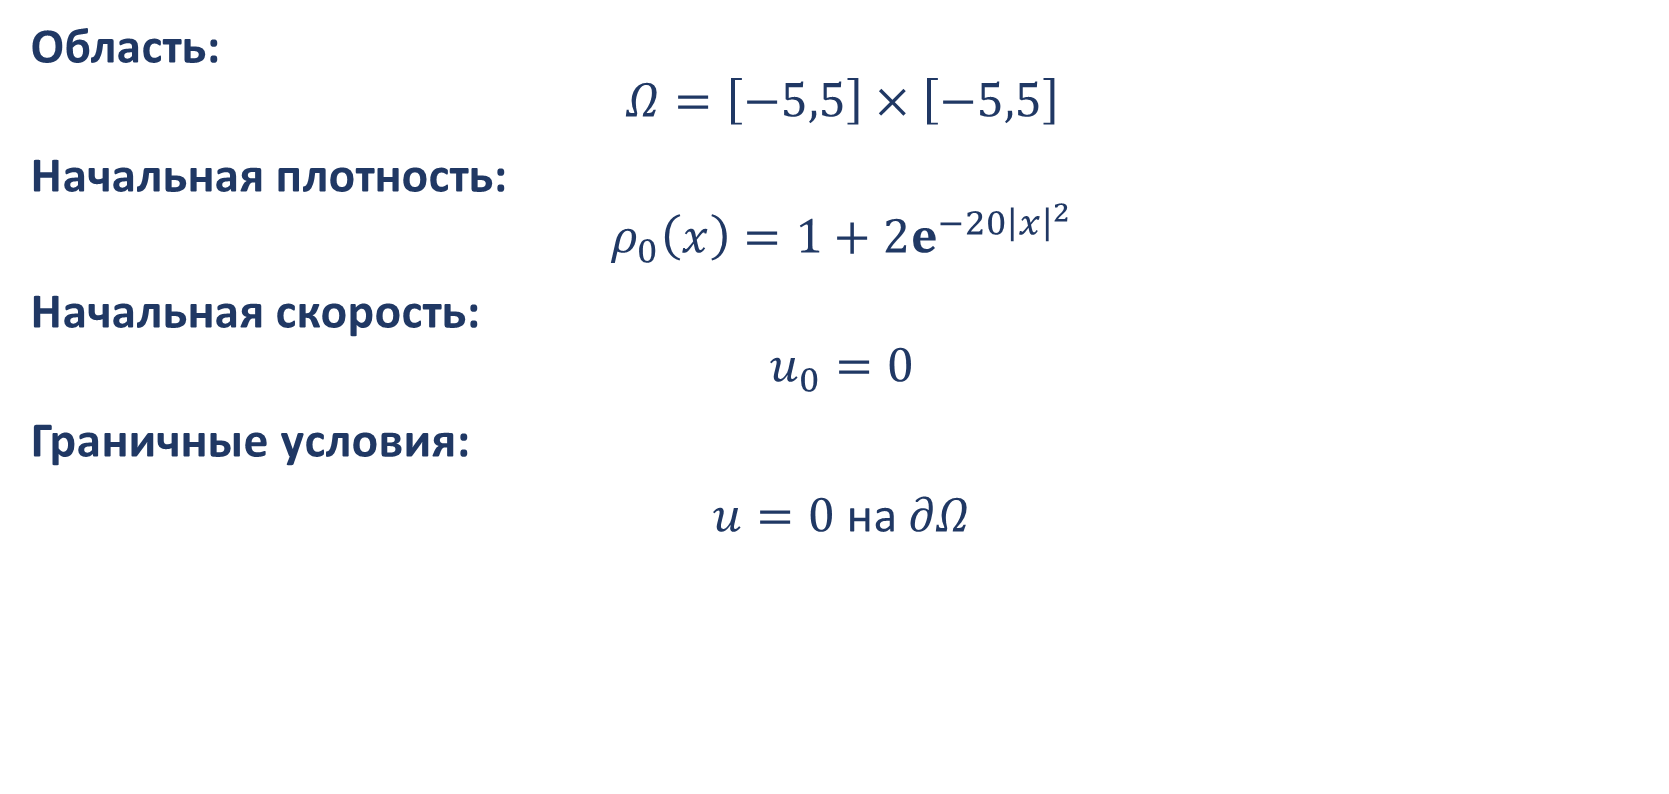 Область:
Ω = [−5,5] × [−5,5]
Начальная плотность:
ρ₀(x) = 1 + 2e^{−20|x|²}
Начальная скорость:
u₀ = 0
Граничные условия:
u = 0 на ∂Ω